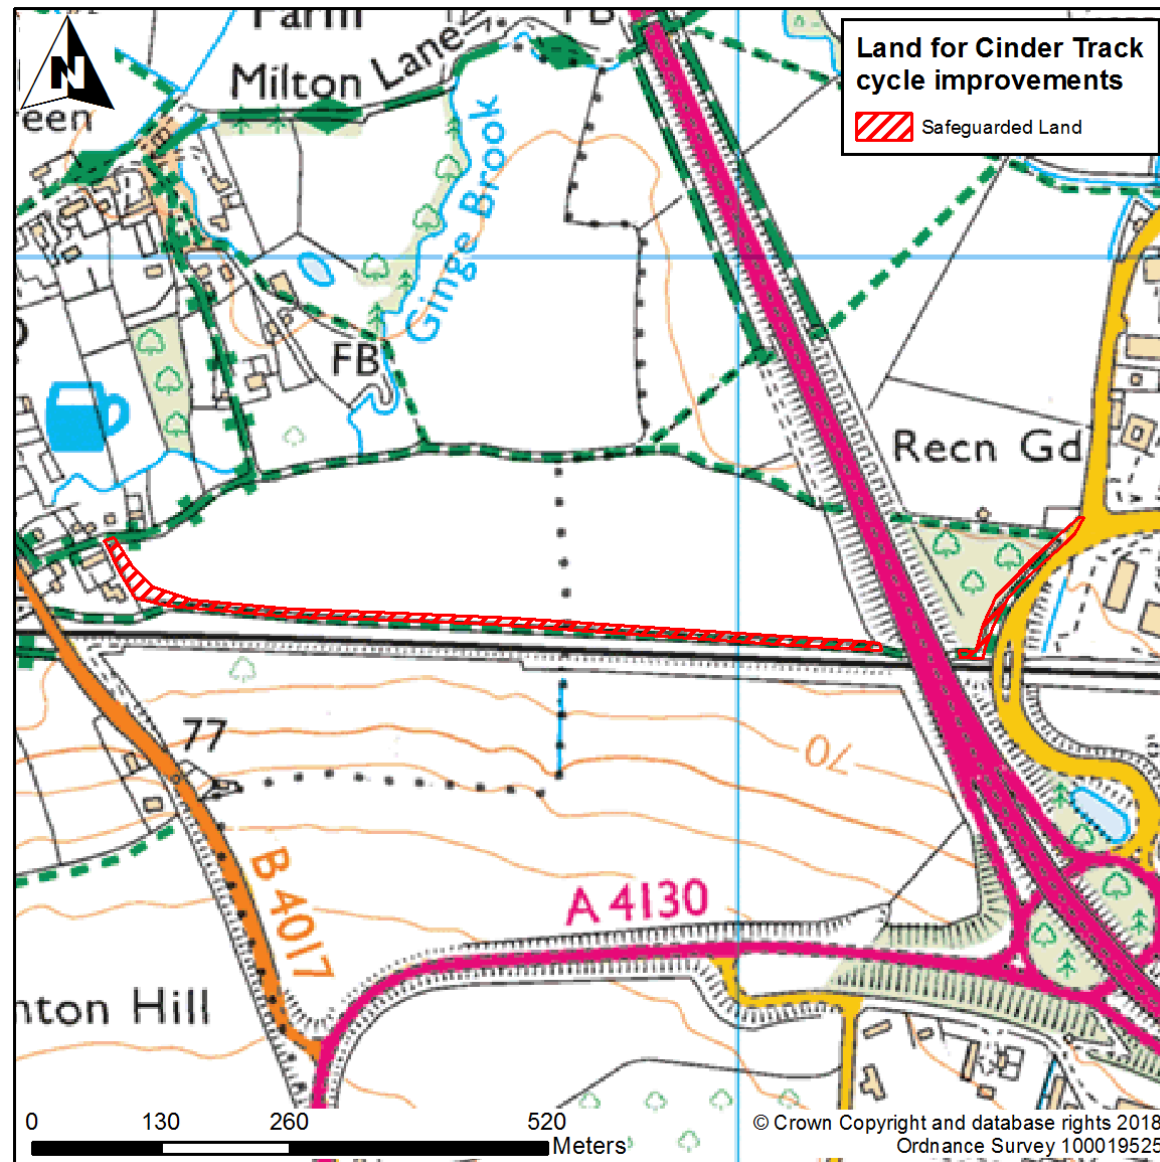 Farm
FB
Milton Lane
N
Land for Cinder Track
cycle improvements
Safeguarded Land
een
Ginge Brook
FB
Recn Gd
77
70
B 4017
A 4130
nton Hill
0 130 260 520
Meters
© Crown Copyright and database rights 2018
Ordnance Survey 100019525